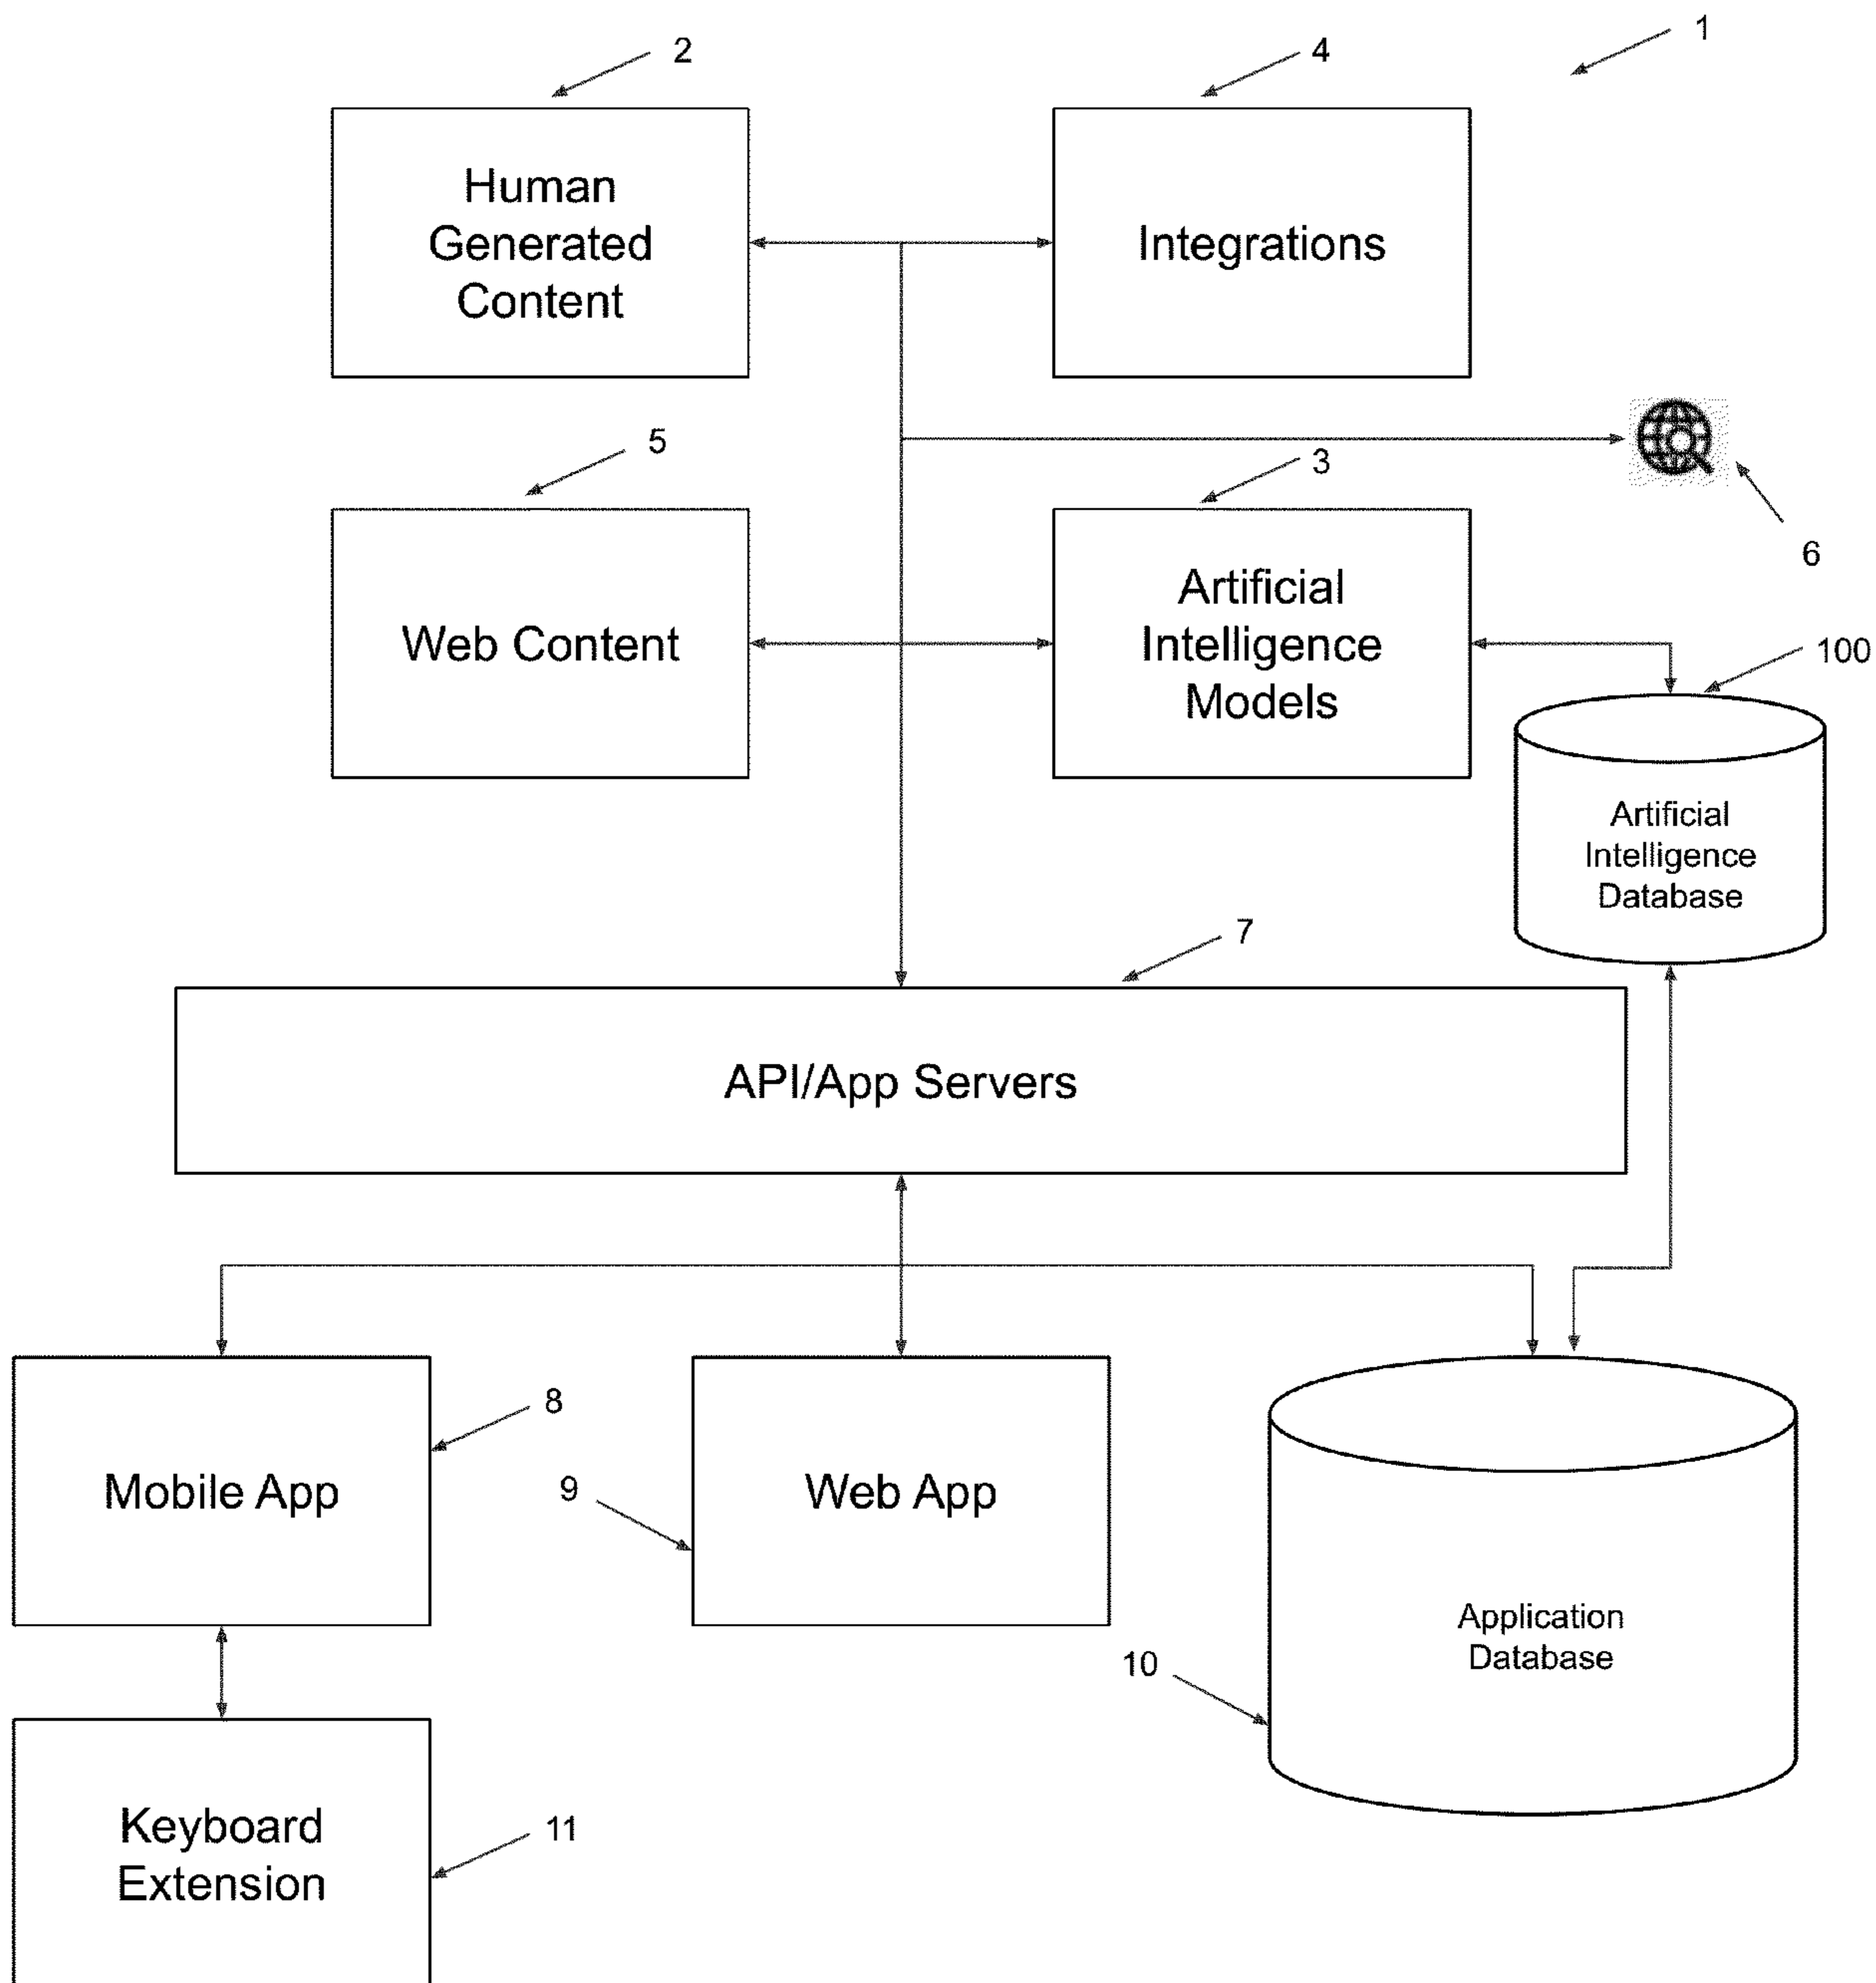 1
2
4
Human
Generated
Content
Integrations
5
3
6
Web Content
Artificial
Intelligence
Models
100
Artificial
Intelligence
Database
7
API/App Servers
8
Mobile App
9
Web App
Application
Database
10
Keyboard
Extension
11